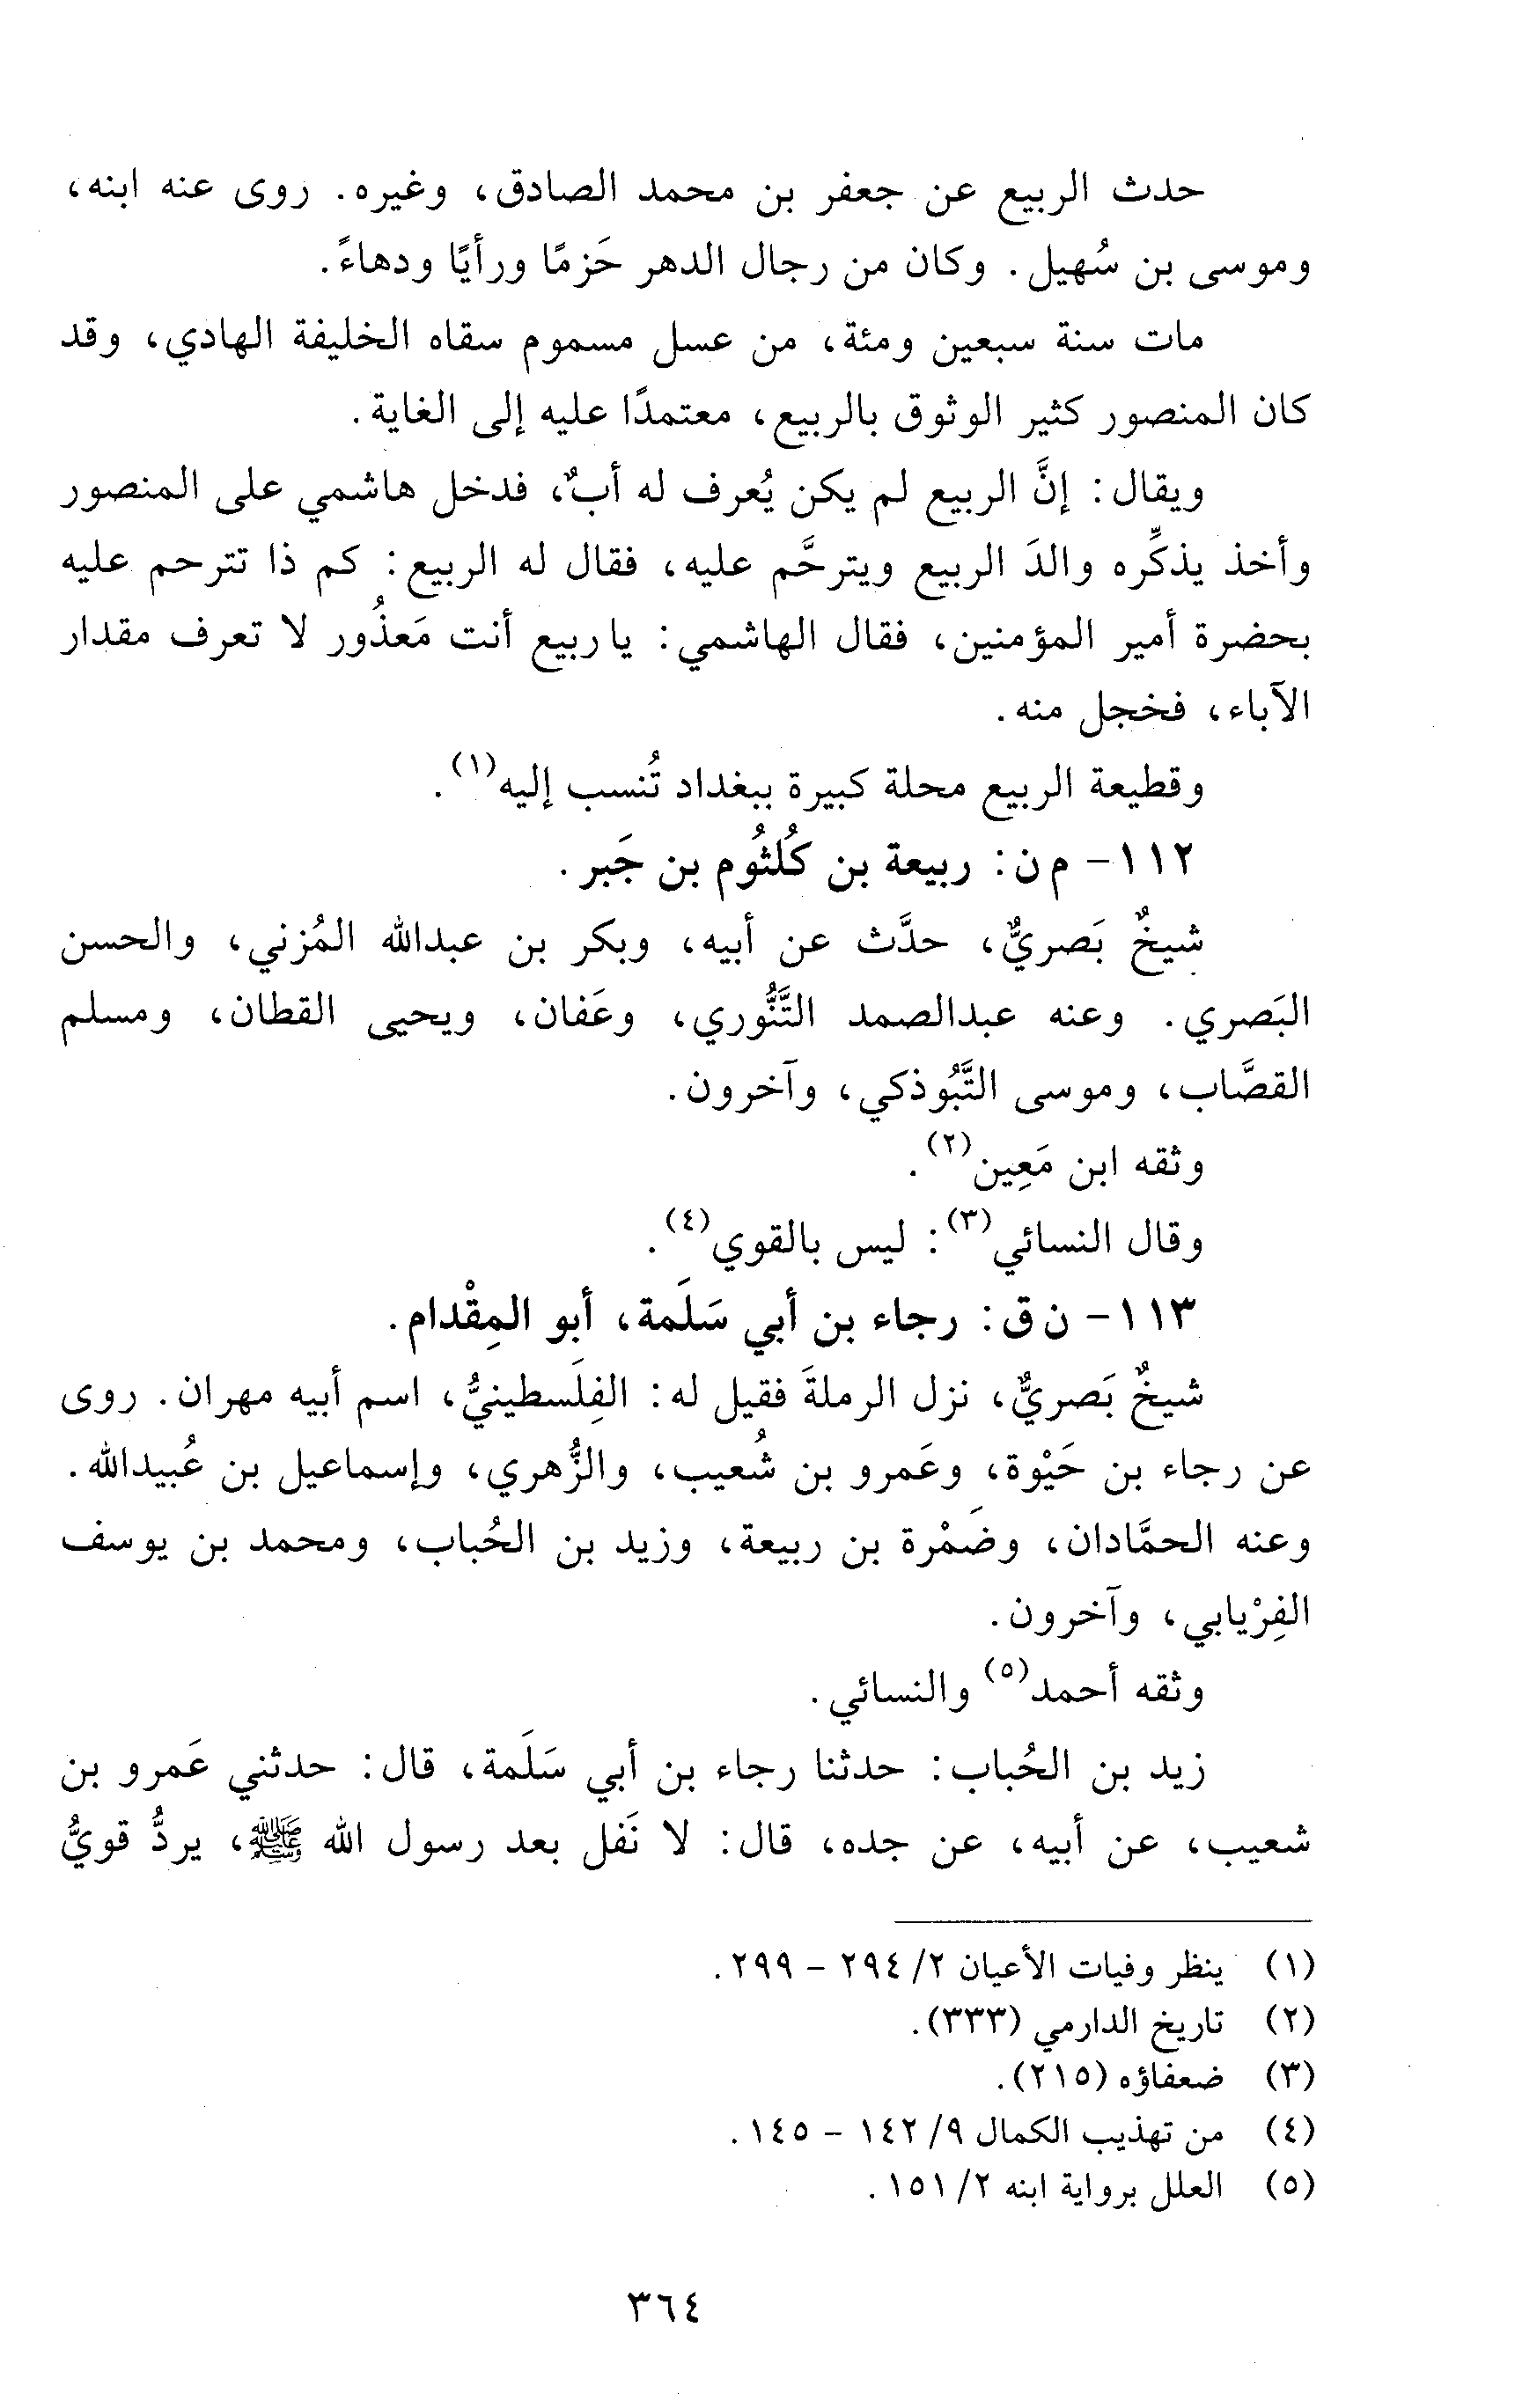 حدث الربيع عن جعفر بن محمد الصادق، وغيره. روى عنه ابنه،
وموسى بن سُهيل. وكان من رجال الدهر حَزمًا ورأيًا ودهاءً.
مات سنة سبعين ومئة، من عسل مسموم سقاه الخليفة الهادي، وقد
كان المنصور كثير الوثوق بالربيع، معتمدًا عليه إلى الغاية.
ويقال: إنَّ الربيع لم يكن يُعرف له أبٌ، فدخل هاشمي على المنصور
وأخذ يذكِّره والدَ الربيع ويترحَّم عليه، فقال له الربيع: كم ذا تترحم عليه
بحضرة أمير المؤمنين، فقال الهاشمي: ياربيع أنت مَعذُور لا تعرف مقدار
الآباء، فخجل منه.
وقطيعة الربيع محلة كبيرة ببغداد تُنسب إليه(١).
١١٢- م ن: ربيعة بن كُلثُوم بن جَبر.
شيخٌ بَصريٌّ، حدَّث عن أبيه، وبكر بن عبدالله المُزني، والحسن
البَصري. وعنه عبدالصمد التَّنُّوري، وعَفان، ويحيى القطان، ومسلم
القصَّاب، وموسى التَّبُوذكي، وآخرون.
وثقه ابن مَعِين(٢).
وقال النسائي(٣): ليس بالقوي(٤).
١١٣- ن ق: رجاء بن أبي سَلَمة، أبو المِقْدام.
شيخٌ بَصريٌّ، نزل الرملةَ فقيل له: الفِلَسطينيُّ، اسم أبيه مهران. روى
عن رجاء بن حَيْوة، وعَمرو بن شُعيب، والزُّهري، وإسماعيل بن عُبيدالله.
وعنه الحمَّادان، وضَمْرة بن ربيعة، وزيد بن الحُباب، ومحمد بن يوسف
الفِرْيابي، وآخرون.
وثقه أحمد(٥) والنسائي.
زيد بن الحُباب: حدثنا رجاء بن أبي سَلَمة، قال: حدثني عَمرو بن
شعيب، عن أبيه، عن جده، قال: لا نَفل بعد رسول الله ﷺ، يردُّ قويُّ
(١) ينظر وفيات الأعيان ٢/ ٢٩٤ - ٢٩٩.
(٢) تاريخ الدارمي (٣٣٣).
(٣) ضعفاؤه (٢١٥).
(٤) من تهذيب الكمال ٩/ ١٤٢ - ١٤٥.
(٥) العلل برواية ابنه ٢/ ١٥١.
٣٦٤